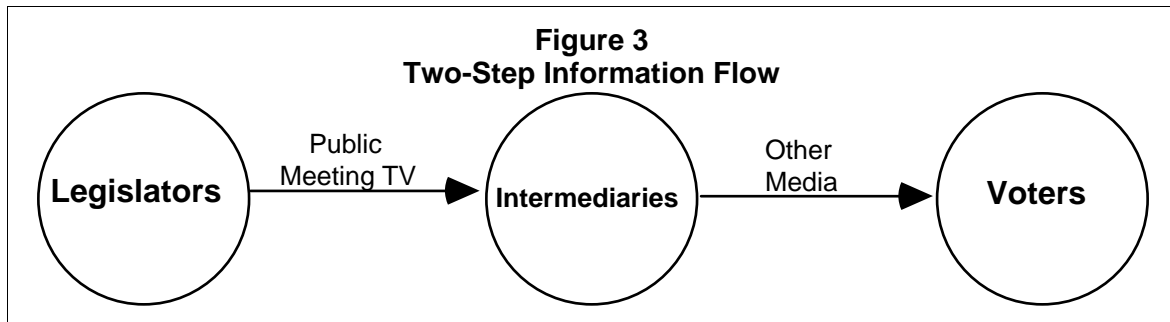 Figure 3
Two-Step Information Flow
Legislators
Public
Meeting TV
Intermediaries
Other
Media
Voters